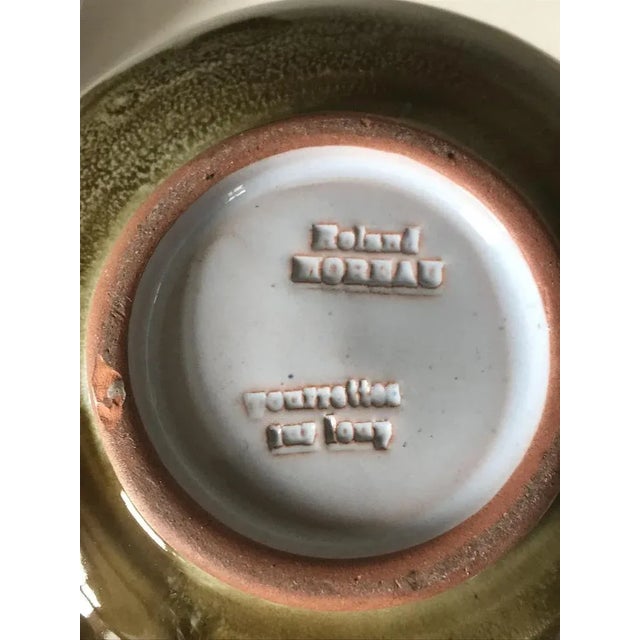 Roland
MOREAU
Tourrettes
sur loup